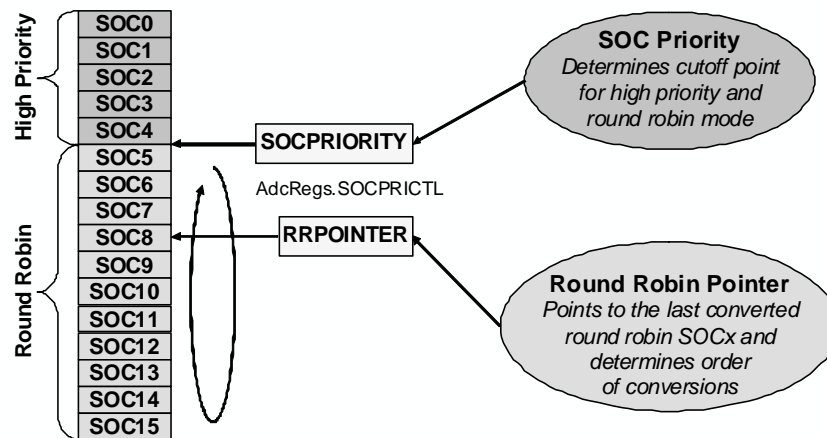 High Priority
SOC0
SOC1
SOC2
SOC3
SOC4
Round Robin
SOC5
SOC6
SOC7
SOC8
SOC9
SOC10
SOC11
SOC12
SOC13
SOC14
SOC15
SOCPRIORITY
AdcRegs.SOCPRICTL
RRPOINTER
SOC Priority
Determines cutoff point
for high priority and
round robin mode
Round Robin Pointer
Points to the last converted
round robin SOCx and
determines order
of conversions